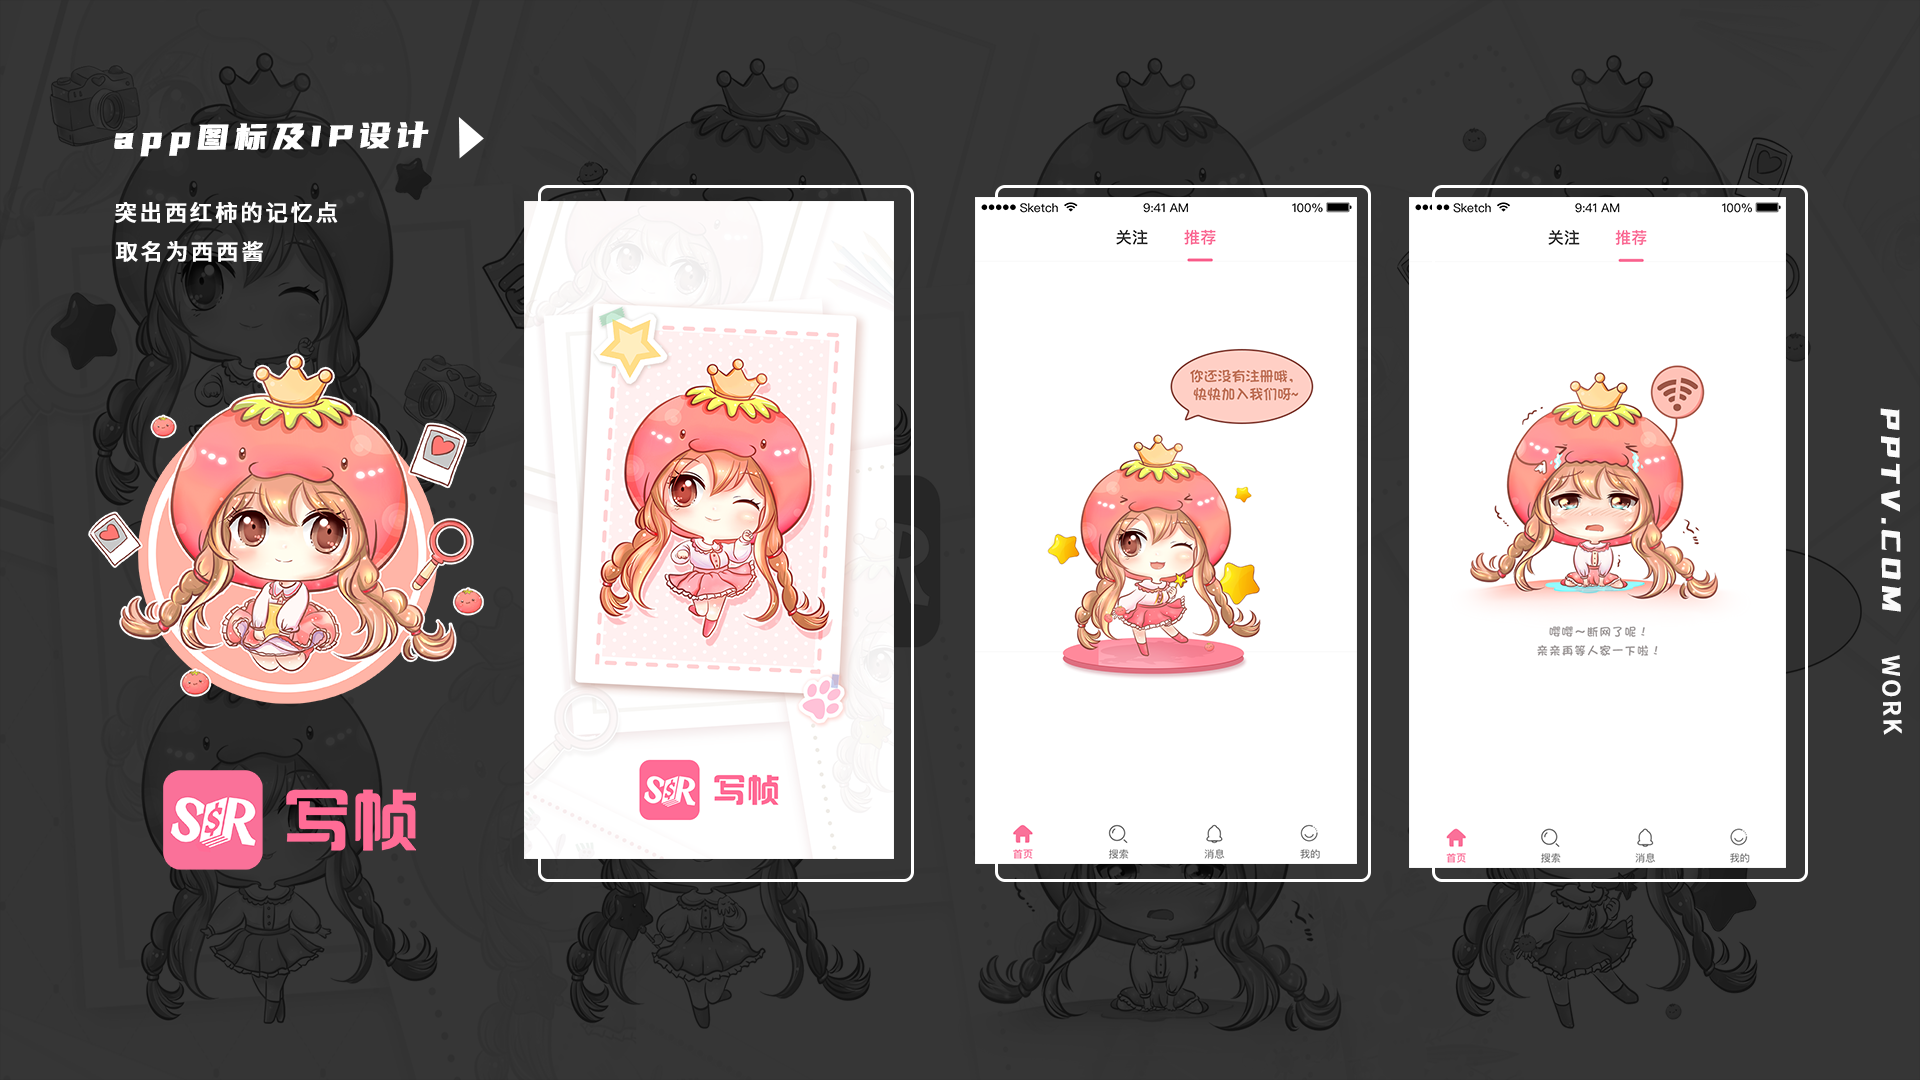 app图标及IP设计
突出西红柿的记忆点
取名为西西酱
SR 写帧
SR 写帧
Sketch 9:41 AM 100%
关注 推荐
你还没有注册哦，
快快加入我们呀~
首页 搜索 消息 我的
Sketch 9:41 AM 100%
关注 推荐
嘤嘤～断网了呢！
亲亲再等人家一下啦！
首页 搜索 消息 我的
PPTV.COM WORK